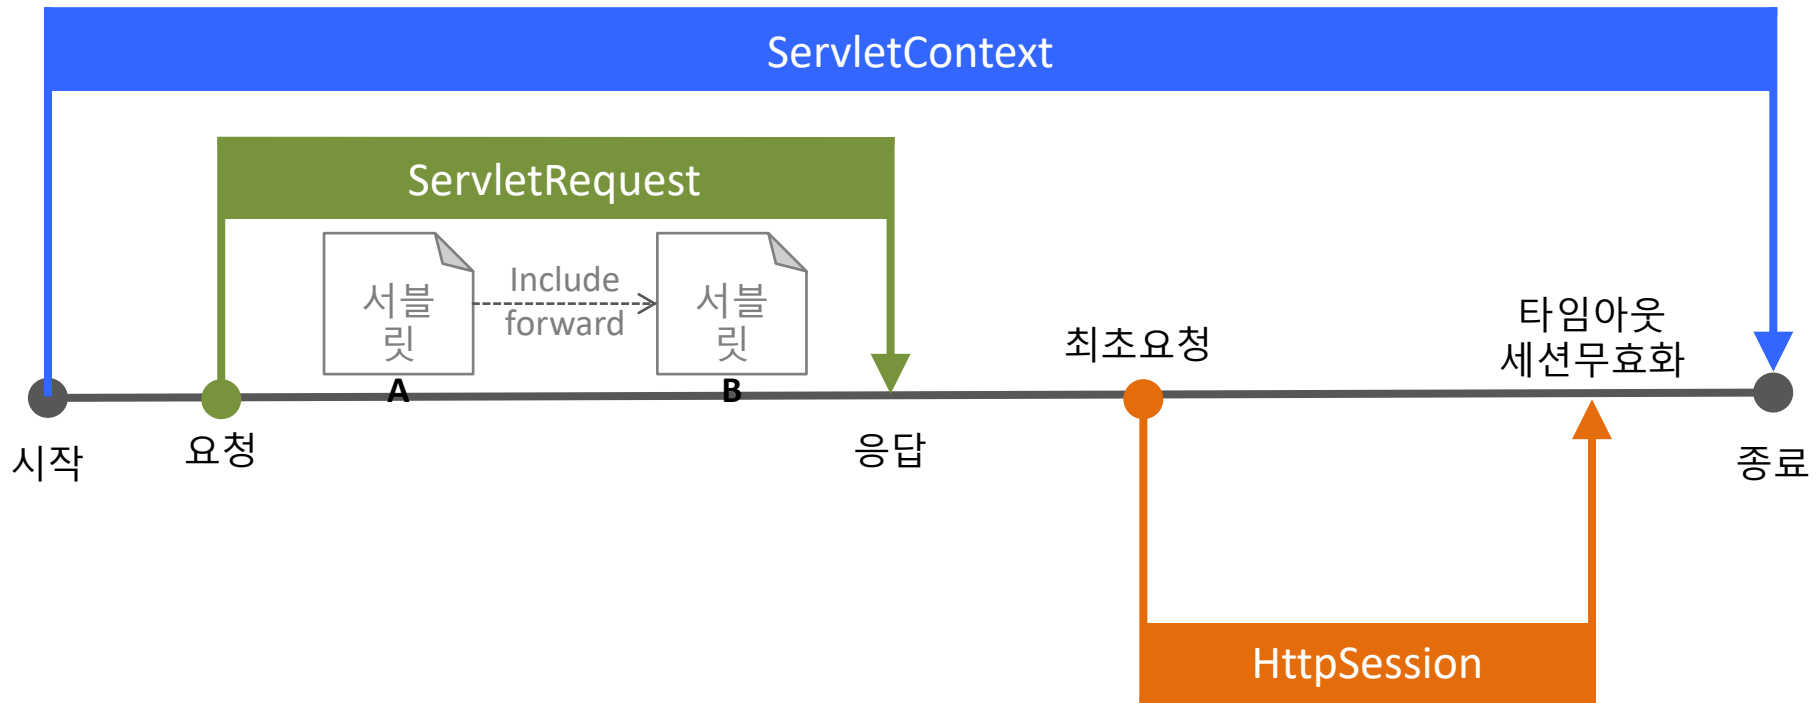 ServletContext
ServletRequest
서블
릿
A
Include
forward
서블
릿
B
최초요청
타임아웃
세션무효화
시작
요청
응답
종료
HttpSession